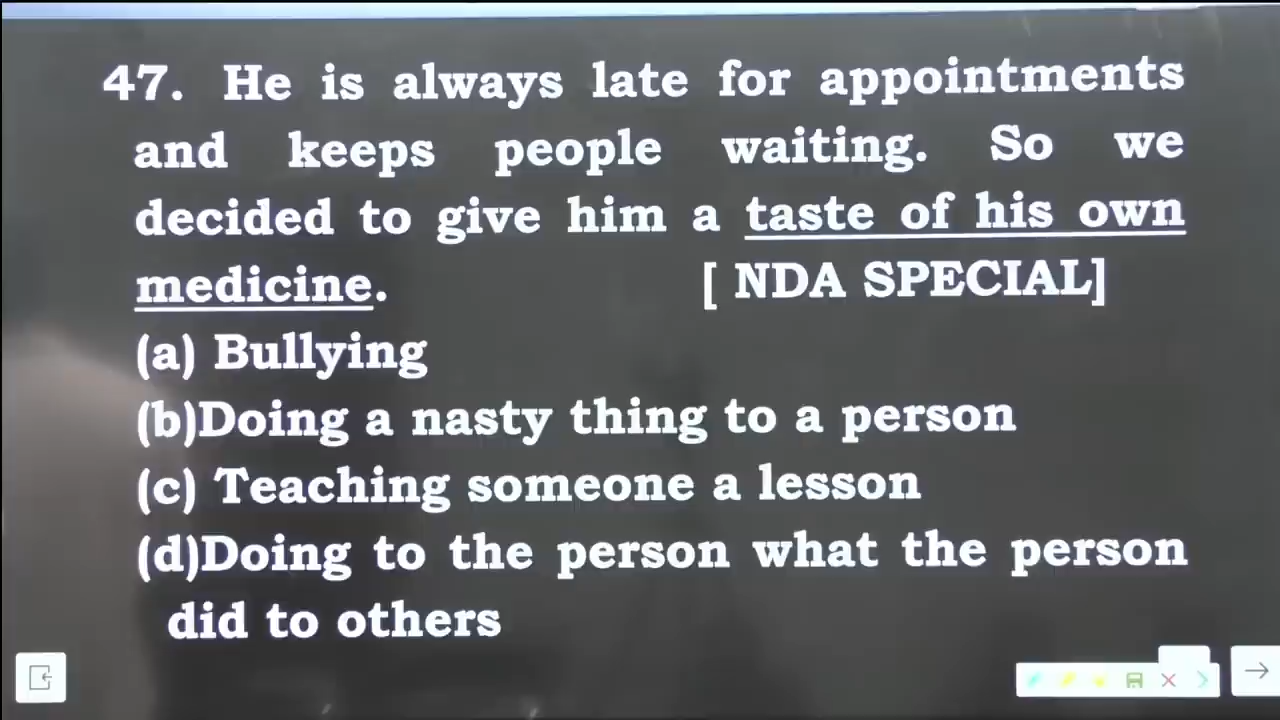 47. He is always late for appointments
and keeps people waiting. So we
decided to give him a taste of his own
medicine. [ NDA SPECIAL]
(a) Bullying
(b)Doing a nasty thing to a person
(c) Teaching someone a lesson
(d)Doing to the person what the person
did to others